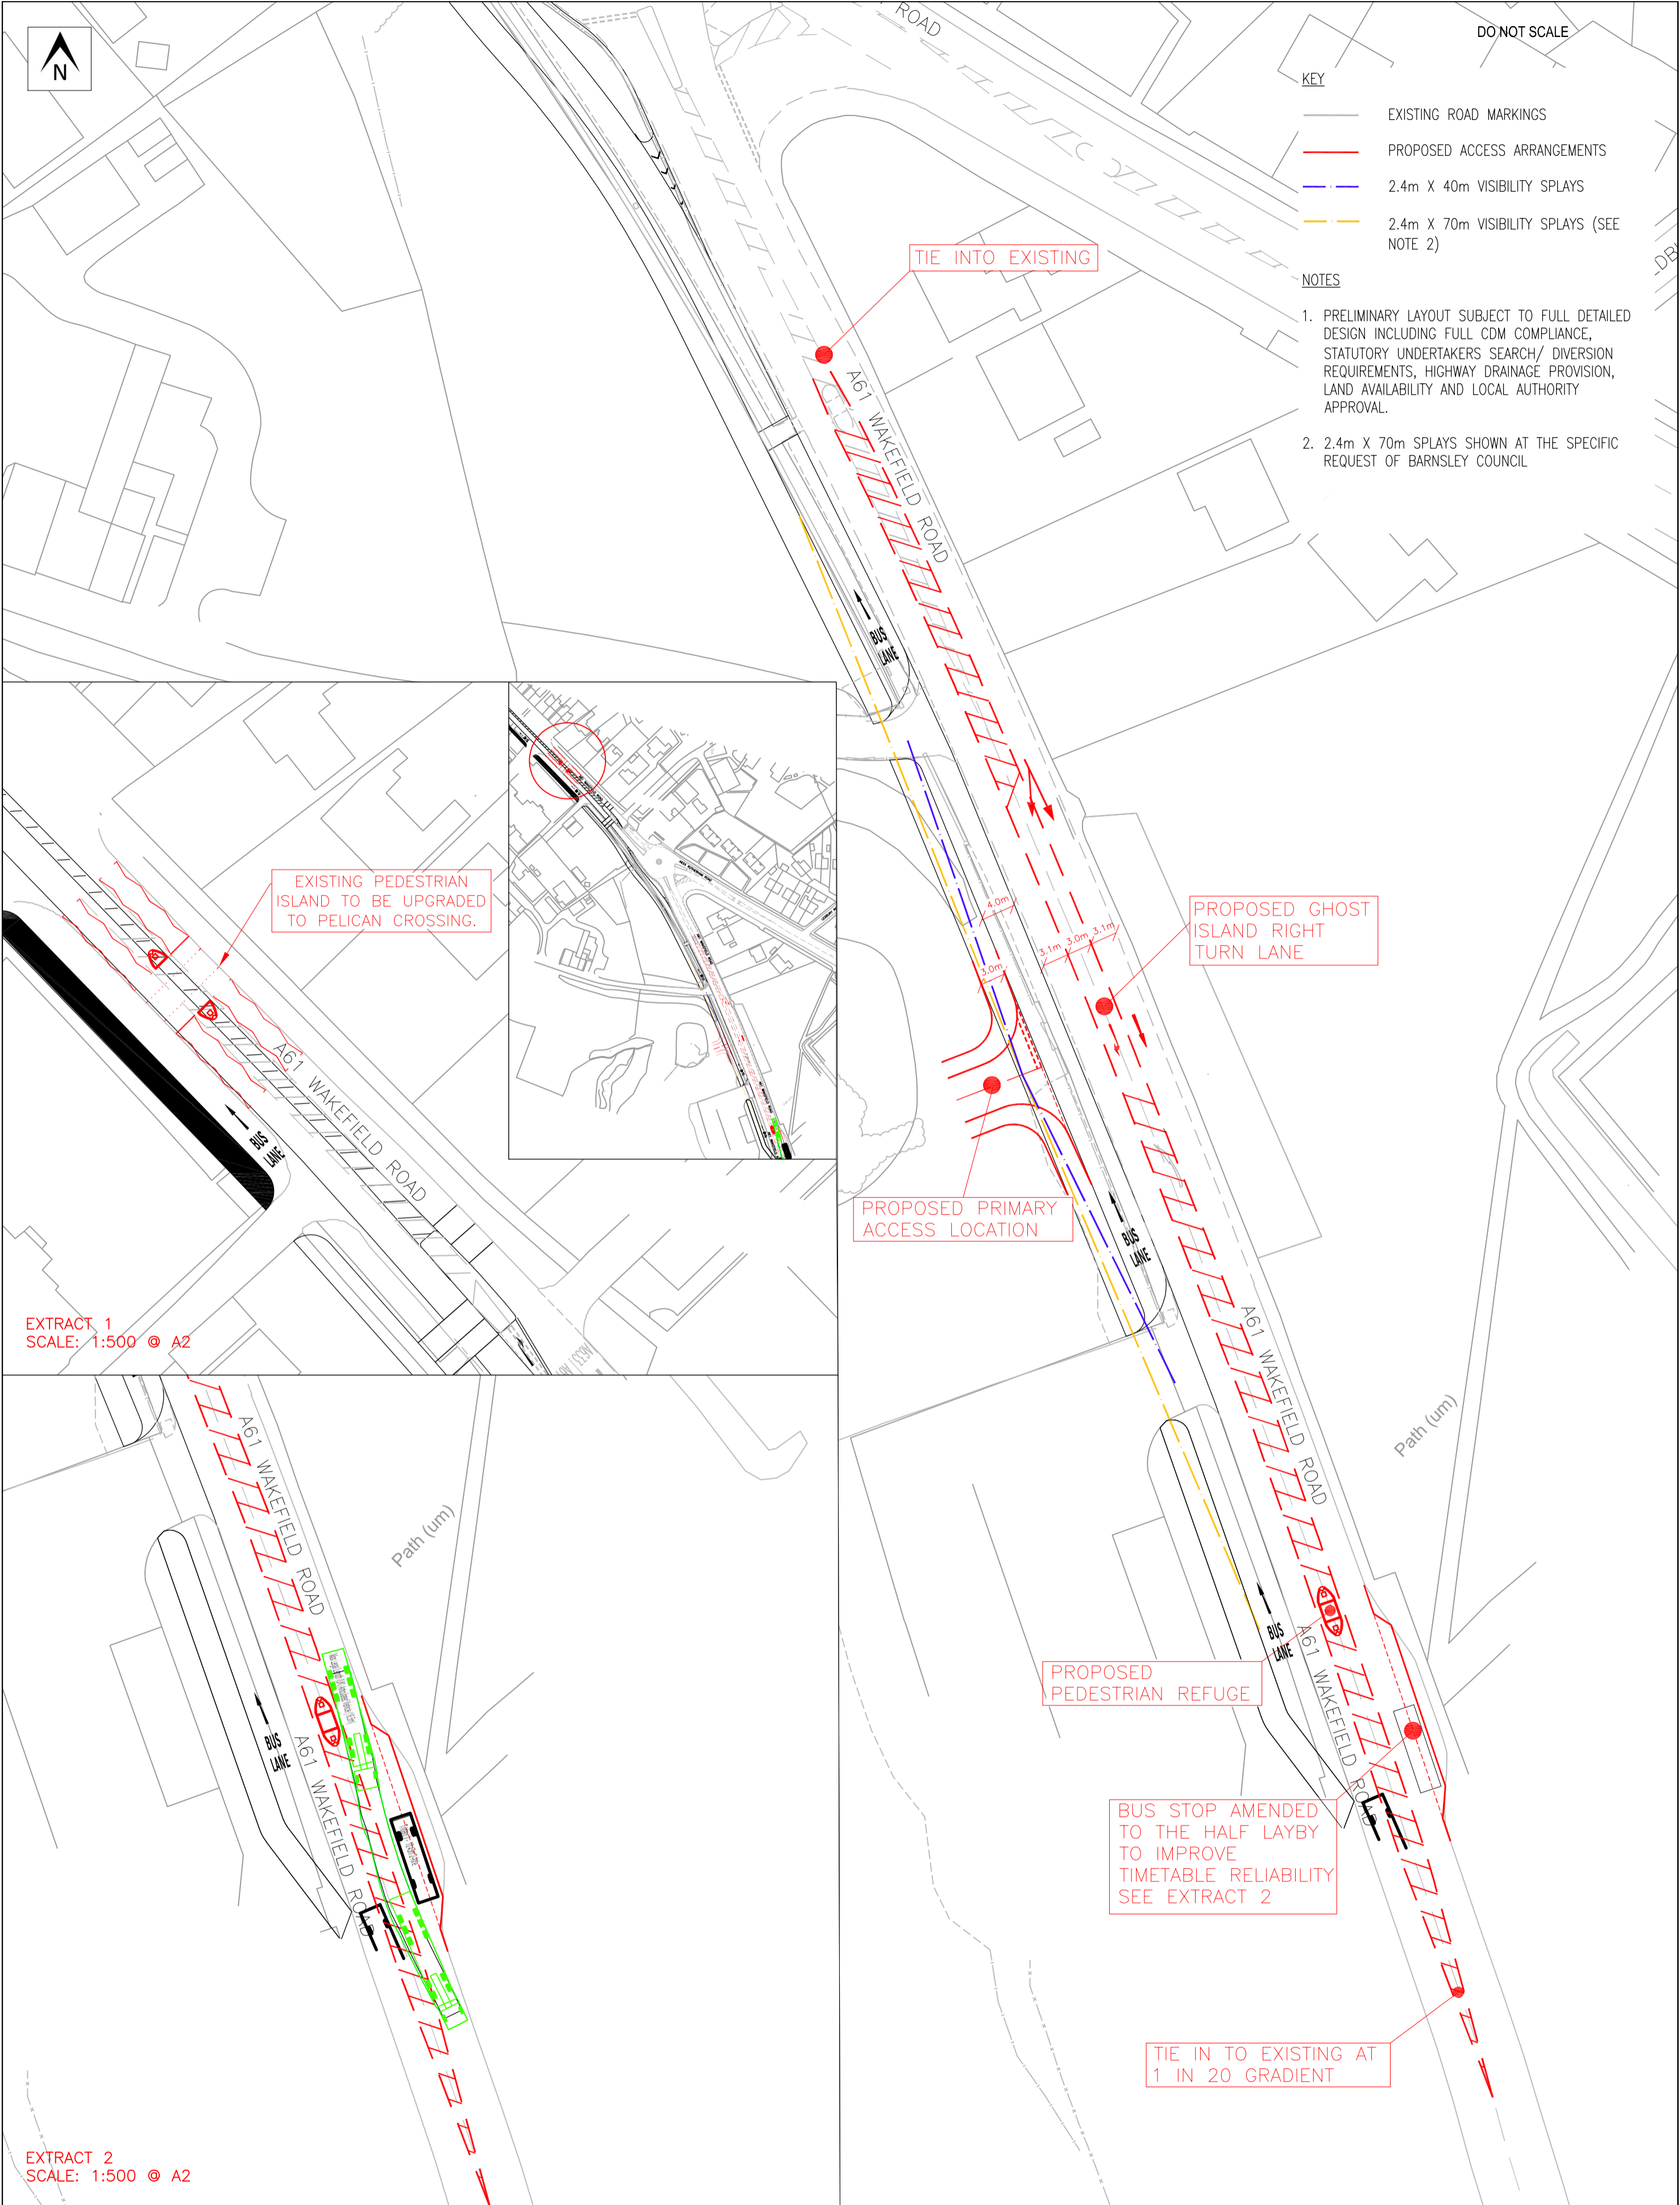 N
ROAD
DO NOT SCALE
KEY
EXISTING ROAD MARKINGS
PROPOSED ACCESS ARRANGEMENTS
2.4m X 40m VISIBILITY SPLAYS
2.4m X 70m VISIBILITY SPLAYS (SEE
NOTE 2)
NOTES
1. PRELIMINARY LAYOUT SUBJECT TO FULL DETAILED
DESIGN INCLUDING FULL CDM COMPLIANCE,
STATUTORY UNDERTAKERS SEARCH/ DIVERSION
REQUIREMENTS, HIGHWAY DRAINAGE PROVISION,
LAND AVAILABILITY AND LOCAL AUTHORITY
APPROVAL.
2. 2.4m X 70m SPLAYS SHOWN AT THE SPECIFIC
REQUEST OF BARNSLEY COUNCIL
TIE INTO EXISTING
A61 WAKEFIELD ROAD
BUS
LANE
4.0m
3.1m 3.0m 3.1m
3.0m
PROPOSED GHOST
ISLAND RIGHT
TURN LANE
PROPOSED PRIMARY
ACCESS LOCATION
BUS
LANE
A61 WAKEFIELD ROAD
Path (um)
PROPOSED
PEDESTRIAN REFUGE
BUS
LANE
A61 WAKEFIELD ROAD
BUS STOP AMENDED
TO THE HALF LAYBY
TO IMPROVE
TIMETABLE RELIABILITY
SEE EXTRACT 2
TIE IN TO EXISTING AT
1 IN 20 GRADIENT
EXISTING PEDESTRIAN
ISLAND TO BE UPGRADED
TO PELICAN CROSSING.
A61 WAKEFIELD ROAD
BUS
LANE
EXTRACT 1
SCALE: 1:500 @ A2
A61 WAKEFIELD ROAD
Path (um)
BUS
LANE
A61 WAKEFIELD ROAD
EXTRACT 2
SCALE: 1:500 @ A2